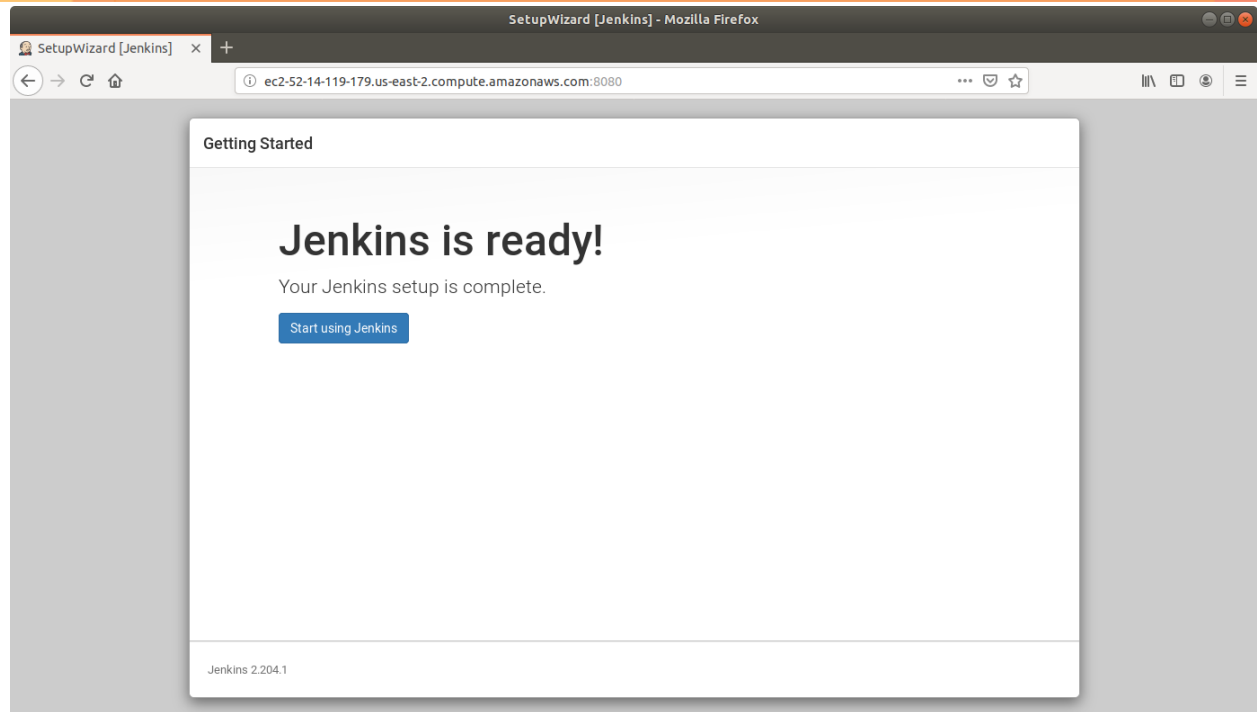 SetupWizard [Jenkins] - Mozilla Firefox
SetupWizard [Jenkins]
ec2-52-14-119-179.us-east-2.compute.amazonaws.com:8080
Getting Started
Jenkins is ready!
Your Jenkins setup is complete.
Start using Jenkins
Jenkins 2.204.1